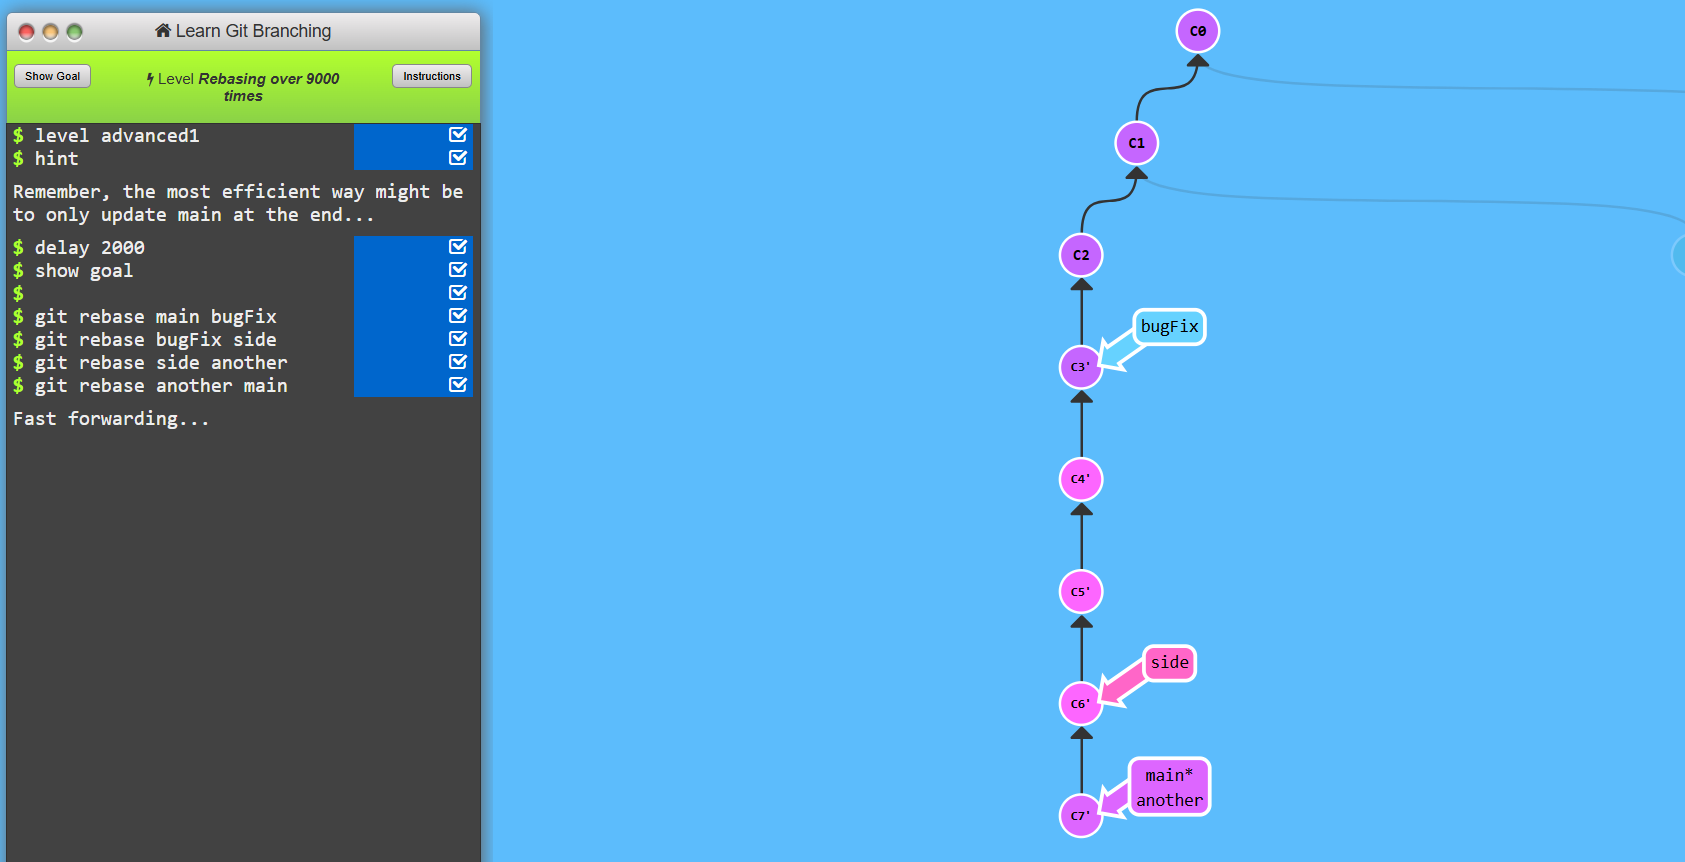 Learn Git Branching
Show Goal
Level Rebasing over 9000
times
Instructions
$ level advanced1
$ hint
Remember, the most efficient way might be
to only update main at the end...
$ delay 2000
$ show goal
$
$ git rebase main bugFix
$ git rebase bugFix side
$ git rebase side another
$ git rebase another main
Fast forwarding...
C0
C1
C2
bugFix
C3'
C4'
C5'
side
C6'
main*
another
C7'